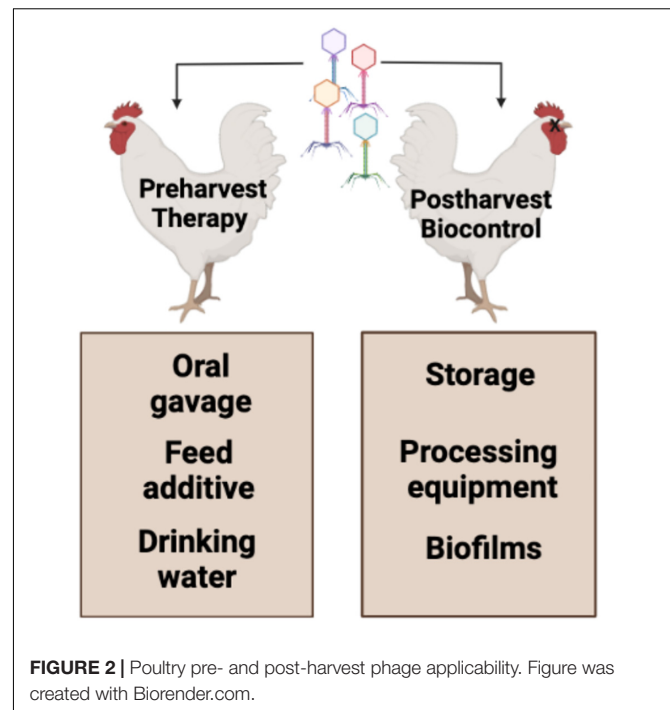 Preharvest
Therapy
Postharvest
Biocontrol
x
Oral
gavage
Feed
additive
Drinking
water
Storage
Processing
equipment
Biofilms
FIGURE 2 | Poultry pre- and post-harvest phage applicability. Figure was
created with Biorender.com.